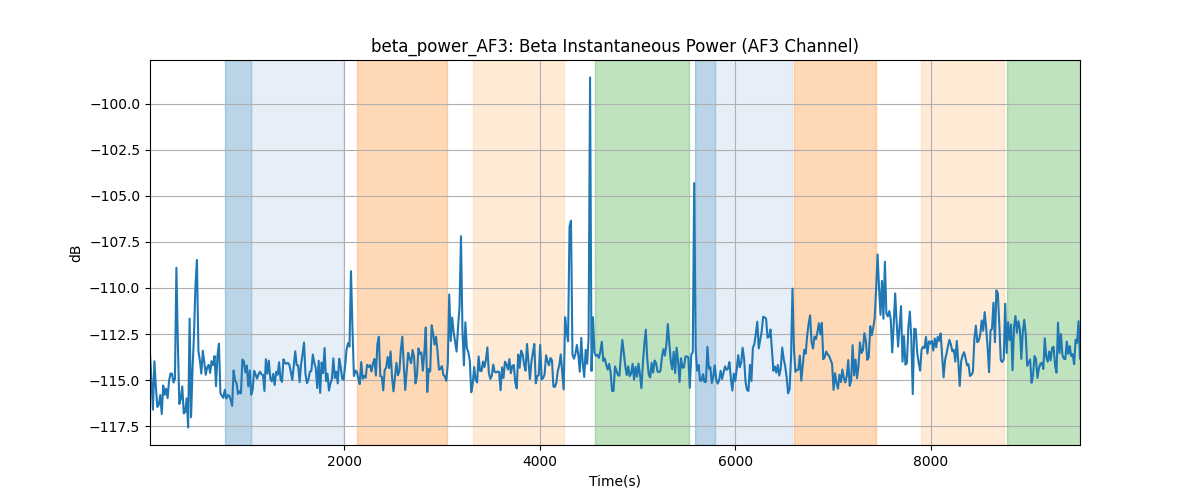 beta_power_AF3: Beta Instantaneous Power (AF3 Channel)
−100.0
−102.5
−105.0
−107.5
−110.0
−112.5
−115.0
−117.5
dB
2000 4000 6000 8000
Time(s)